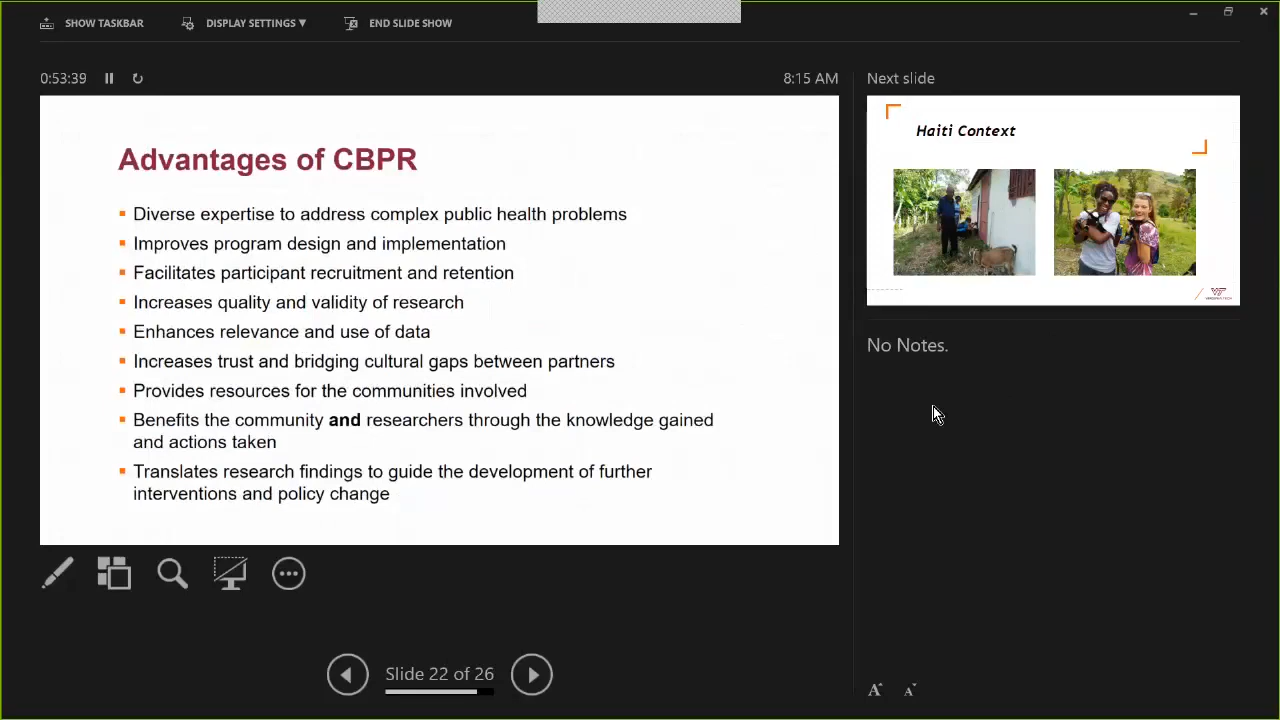 SHOW TASKBAR
DISPLAY SETTINGS ▼
END SLIDE SHOW
0:53:39
8:15 AM
Advantages of CBPR
▪ Diverse expertise to address complex public health problems
▪ Improves program design and implementation
▪ Facilitates participant recruitment and retention
▪ Increases quality and validity of research
▪ Enhances relevance and use of data
▪ Increases trust and bridging cultural gaps between partners
▪ Provides resources for the communities involved
▪ Benefits the community and researchers through the knowledge gained
and actions taken
▪ Translates research findings to guide the development of further
interventions and policy change
Slide 22 of 26
Next slide
Haiti Context
No Notes.
A A